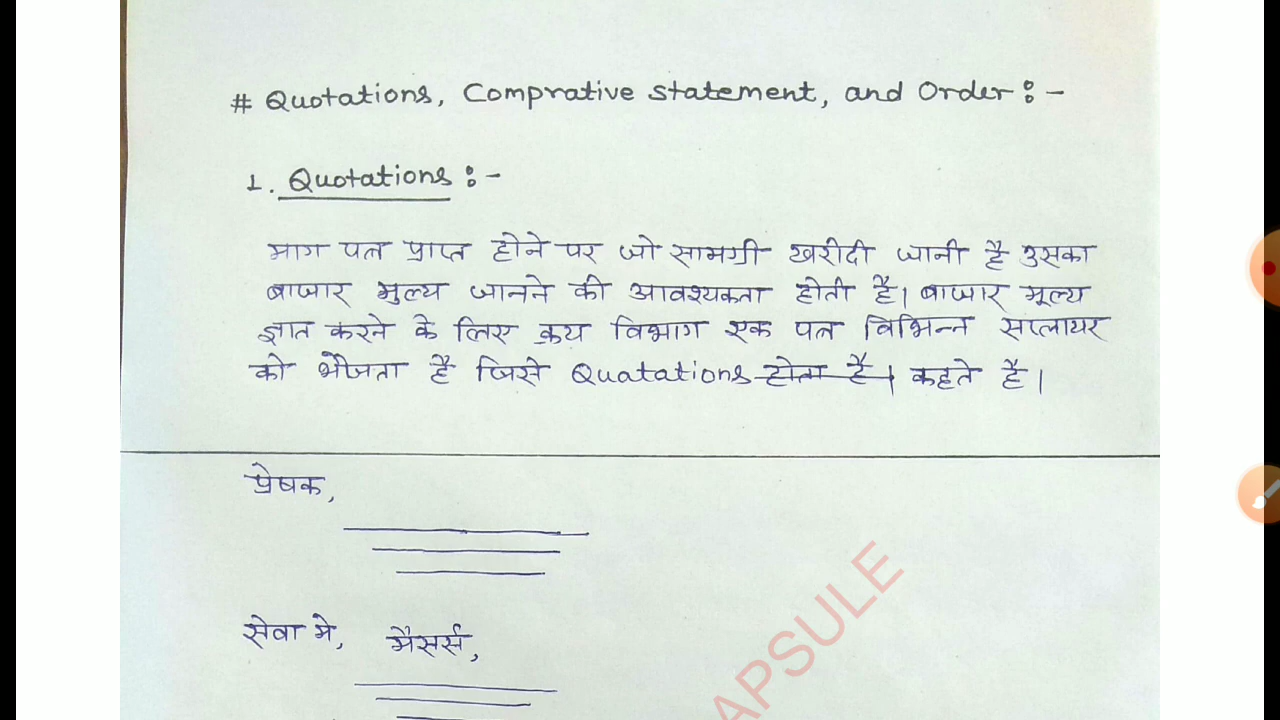 # Quotations, Comprative statement, and Order :-
1. Quotations :-
माग पत्र प्राप्त होने पर जो सामग्री खरीदी जानी है उसका
बाजार मुल्य जानने की आवश्यकता होती है। बाजार मूल्य
ज्ञात करने के लिए क्रय विभाग एक पत्र विभिन्न सप्लायर
को भेजता है जिसे Quatations होता है। कहते है।
प्रेषक,
सेवा मे, मैसर्स,
APSULE